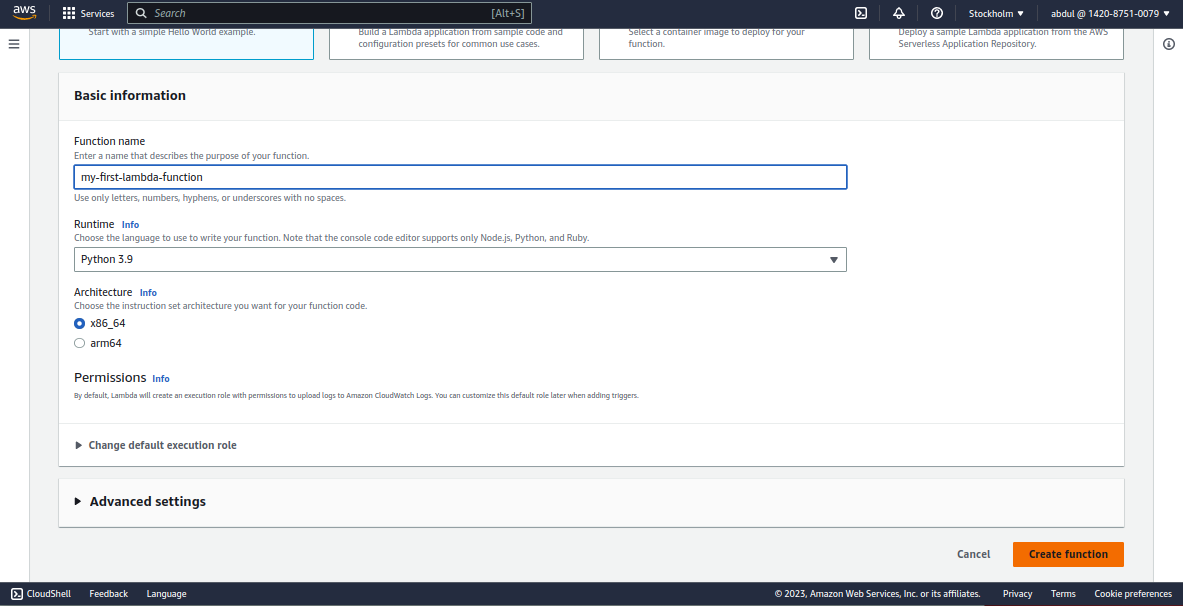 aws
Services
Search
[Alt+S]
Stockholm
abdul @ 1420-8751-0079
Start with a simple Hello World example.
Build a Lambda application from sample code and
configuration presets for common use cases.
Select a container image to deploy for your
function.
Deploy a sample Lambda application from the AWS
Serverless Application Repository.
Basic information
Function name
Enter a name that describes the purpose of your function.
my-first-lambda-function
Use only letters, numbers, hyphens, or underscores with no spaces.
Runtime Info
Choose the language to use to write your function. Note that the console code editor supports only Node.js, Python, and Ruby.
Python 3.9
Architecture Info
Choose the instruction set architecture you want for your function code.
x86_64
arm64
Permissions Info
By default, Lambda will create an execution role with permissions to upload logs to Amazon CloudWatch Logs. You can customize this default role later when adding triggers.
Change default execution role
Advanced settings
Cancel
Create function
CloudShell
Feedback
Language
© 2023, Amazon Web Services, Inc. or its affiliates.
Privacy
Terms
Cookie preferences